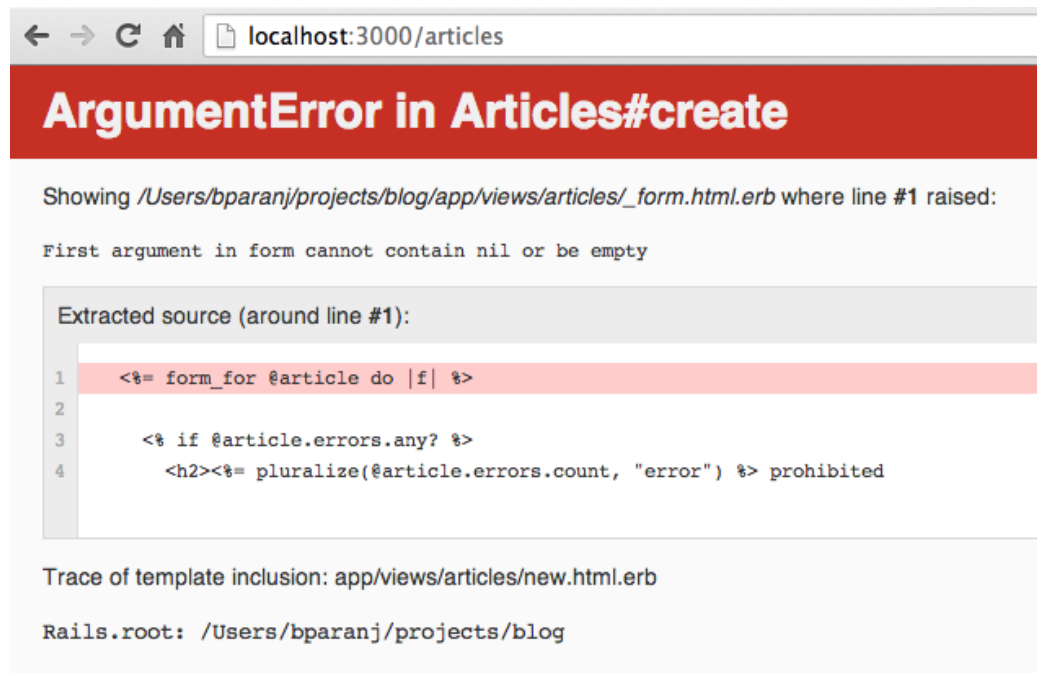 localhost:3000/articles
ArgumentError in Articles#create
Showing /Users/bparanj/projects/blog/app/views/articles/_form.html.erb where line #1 raised:
First argument in form cannot contain nil or be empty
Extracted source (around line #1):
1 <%= form_for @article do |f| %>
2
3 <% if @article.errors.any? %>
4 <h2><%= pluralize(@article.errors.count, "error") %> prohibited
Trace of template inclusion: app/views/articles/new.html.erb
Rails.root: /Users/bparanj/projects/blog